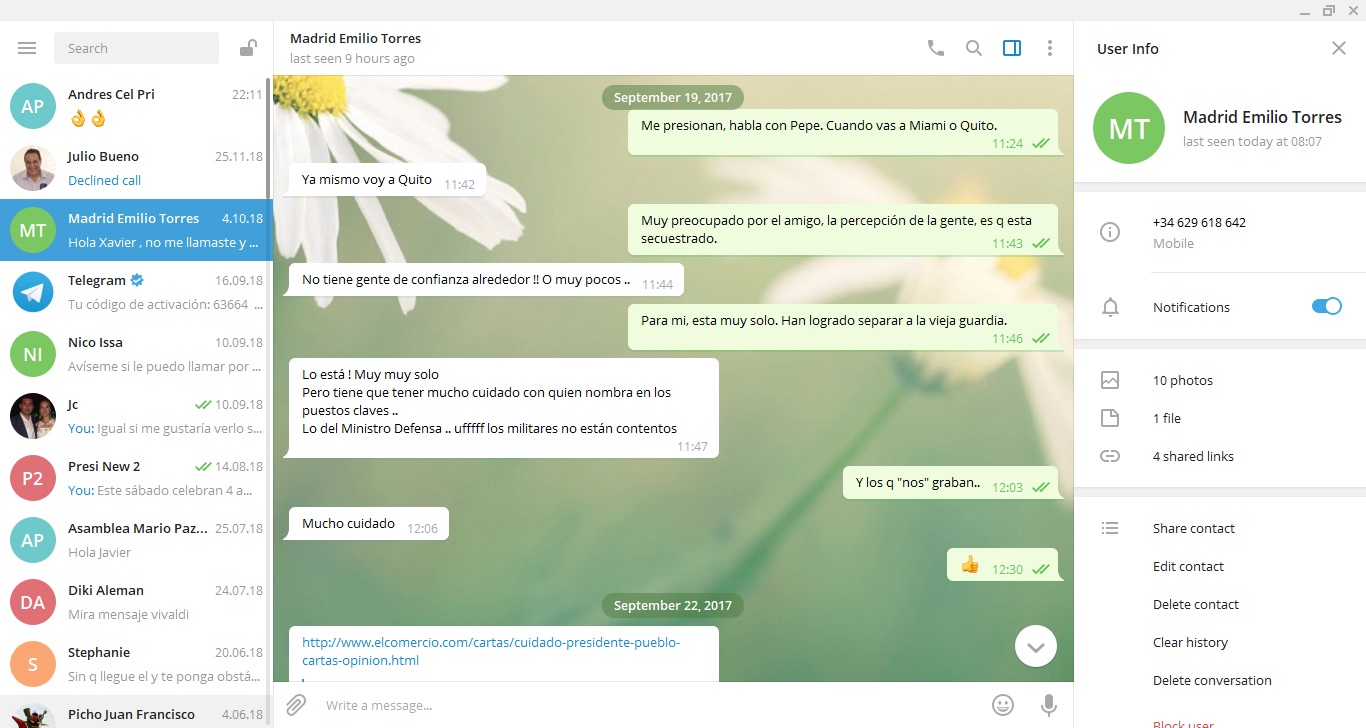 Search
Andres Cel Pri 22:11
👌👌
Julio Bueno 25.11.18
Declined call
Madrid Emilio Torres 4.10.18
Hola Xavier , no me llamaste y ...
Telegram 16.09.18
Tu código de activación: 63664 ...
Nico Issa 10.09.18
Avíseme si le puedo llamar por ...
Jc 10.09.18
You: Igual si me gustaría verlo s...
Presi New 2 14.08.18
You: Este sábado celebran 4 a...
Asamblea Mario Paz... 25.07.18
Hola Javier
Diki Aleman 24.07.18
Mira mensaje vivaldi
Stephanie 20.06.18
Sin q llegue el y te ponga obstá...
Picho Juan Francisco 4.06.18
AP
MT
NI
P2
AP
DA
S
Madrid Emilio Torres
last seen 9 hours ago
September 19, 2017
Me presionan, habla con Pepe. Cuando vas a Miami o Quito.
11:24
Ya mismo voy a Quito 11:42
Muy preocupado por el amigo, la percepción de la gente, es q esta
secuestrado.
11:43
No tiene gente de confianza alrededor !! O muy pocos .. 11:44
Para mi, esta muy solo. Han logrado separar a la vieja guardia.
11:46
Lo está ! Muy muy solo
Pero tiene que tener mucho cuidado con quien nombra en los
puestos claves ..
Lo del Ministro Defensa .. ufffff los militares no están contentos
11:47
Y los q "nos" graban.. 12:03
Mucho cuidado 12:06
👍 12:30
September 22, 2017
http://www.elcomercio.com/cartas/cuidado-presidente-pueblo-
cartas-opinion.html
Write a message...
User Info
MT
Madrid Emilio Torres
last seen today at 08:07
+34 629 618 642
Mobile
Notifications
10 photos
1 file
4 shared links
Share contact
Edit contact
Delete contact
Clear history
Delete conversation
Block user